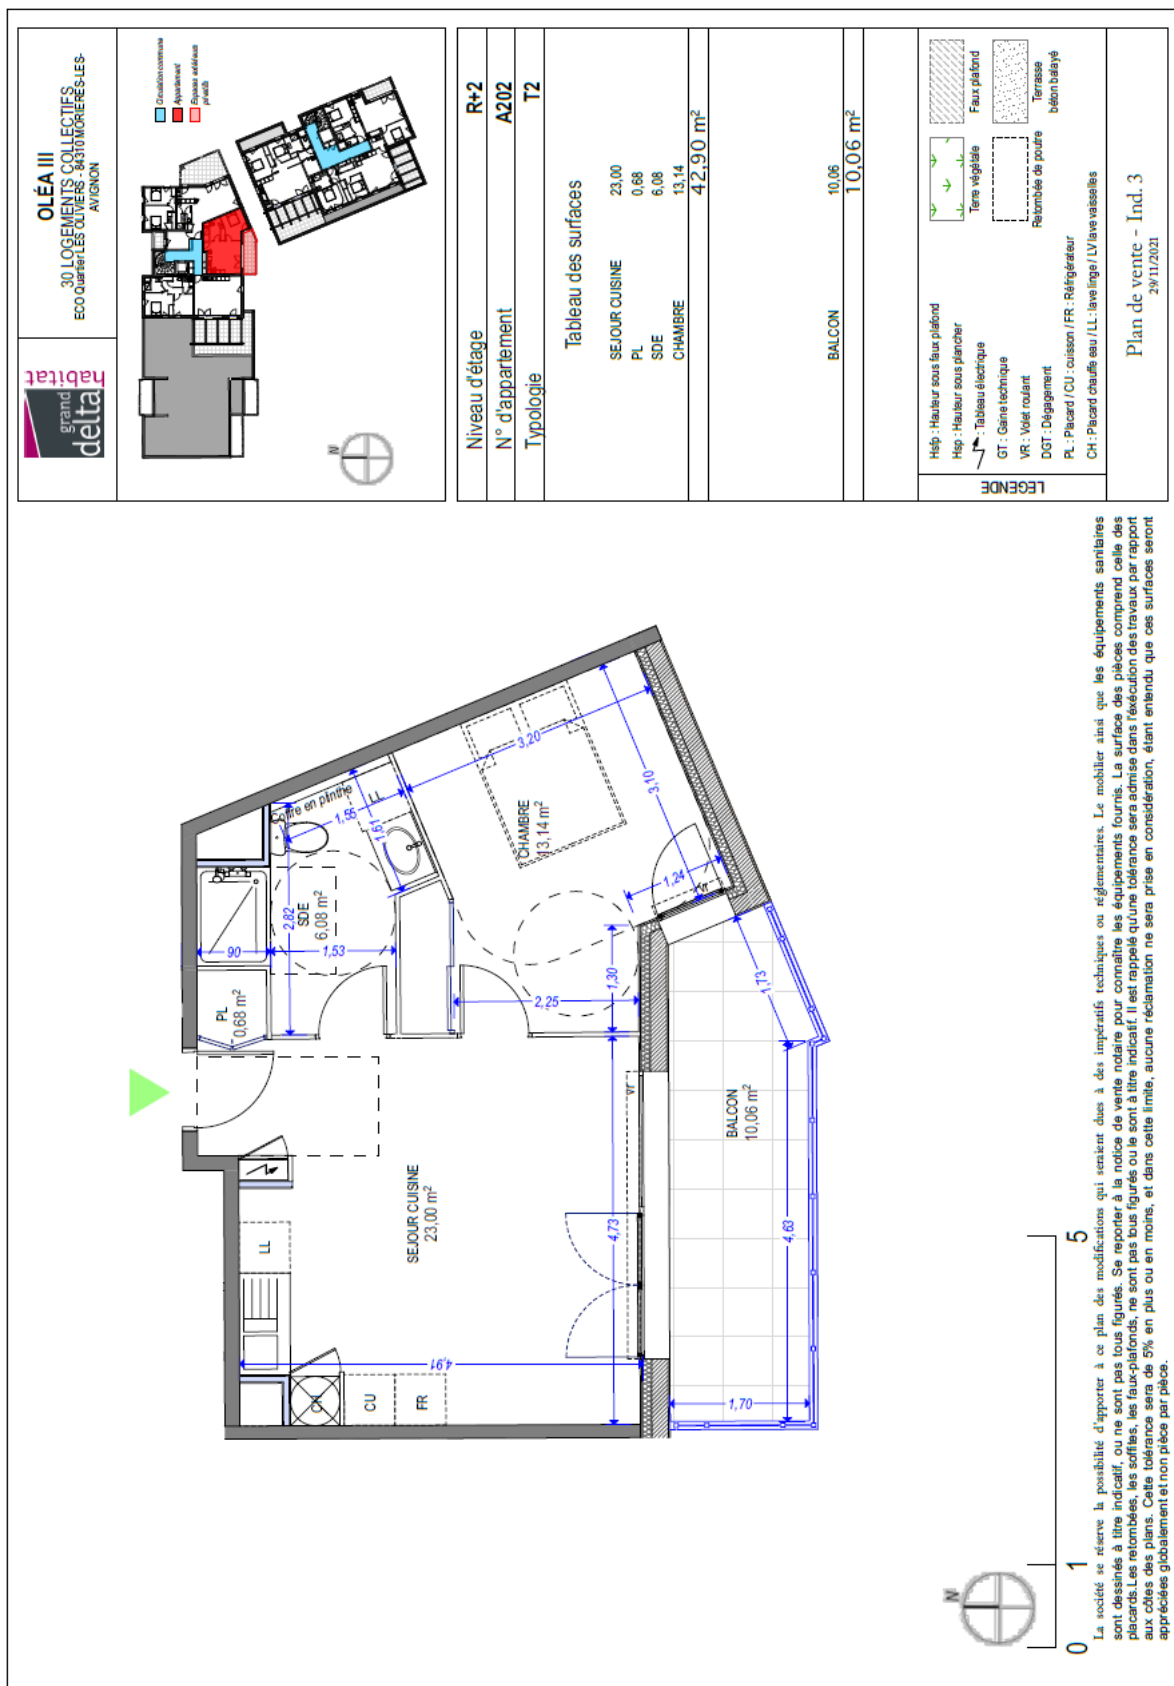 grand
delta
habitat
OLÉA III
30 LOGEMENTS COLLECTIFS
ECO Quartier LES OLIVIERS - 84310 MORIERES-LES-
AVIGNON
Circulation commune
Appartement
Espaces extérieurs
privatifs
N
Niveau d'étage R+2
N° d'appartement A202
Typologie T2
Tableau des surfaces
SEJOUR CUISINE 23,00
PL 0,68
SDE 6,08
CHAMBRE 13,14
42,90 m²
BALCON 10,06
10,06 m²
LEGENDE
Hsfp : Hauteur sous faux plafond
Hsp : Hauteur sous plancher
: Tableau électrique
GT : Gaine technique
VR : Volet roulant
DGT : Dégagement
PL : Placard / CU : cuisson / FR : Réfrigérateur
CH : Placard chauffe eau / LL : lave linge / LV lave vaisselles
Terre végétale
Faux plafond
Retombée de poutre
Terrasse
béton balayé
Plan de vente - Ind. 3
29/11/2021
PL
0,68 m²
90
SDE
6,08 m²
2,82
1,53
Coffre en plinthe
1,56
1,61
LL
CHAMBRE
13,14 m²
3,20
3,10
1,24
vr
2,25
1,30
SEJOUR CUISINE
23,00 m²
LL
CH
CU
FR
4,91
4,73
vr
BALCON
10,06 m²
1,73
4,63
1,70
N
0 1 5
La société se réserve la possibilité d'apporter à ce plan des modifications qui seraient dues à des impératifs techniques ou réglementaires. Le mobilier ainsi que les équipements sanitaires
sont dessinés à titre indicatif, ou ne sont pas tous figurés. Se reporter à la notice de vente notaire pour connaître les équipements fournis. La surface des pièces comprend celle des
placards.Les retombées, les soffites, les faux-plafonds, ne sont pas tous figurés ou le sont à titre indicatif. Il est rappelé qu'une tolérance sera admise dans l'éxécution des travaux par rapport
aux côtes des plans. Cette tolérance sera de 5% en plus ou en moins, et dans cette limite, aucune réclamation ne sera prise en considération, étant entendu que ces surfaces seront
appréciées globalement et non pièce par pièce.